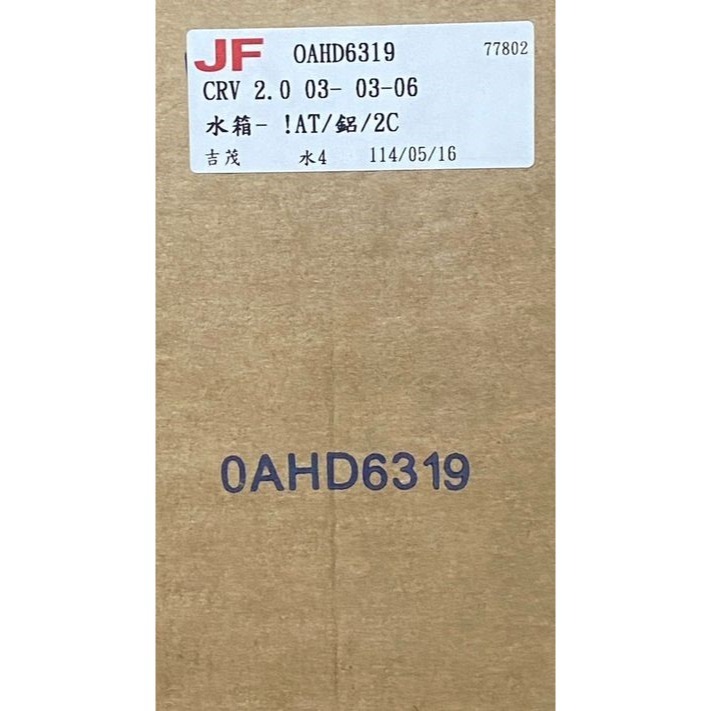 JF OAHD6319 77802
CRV 2.0 03- 03-06
水箱- !AT/鋁/2C
吉茂 水4 114/05/16
0AHD6319